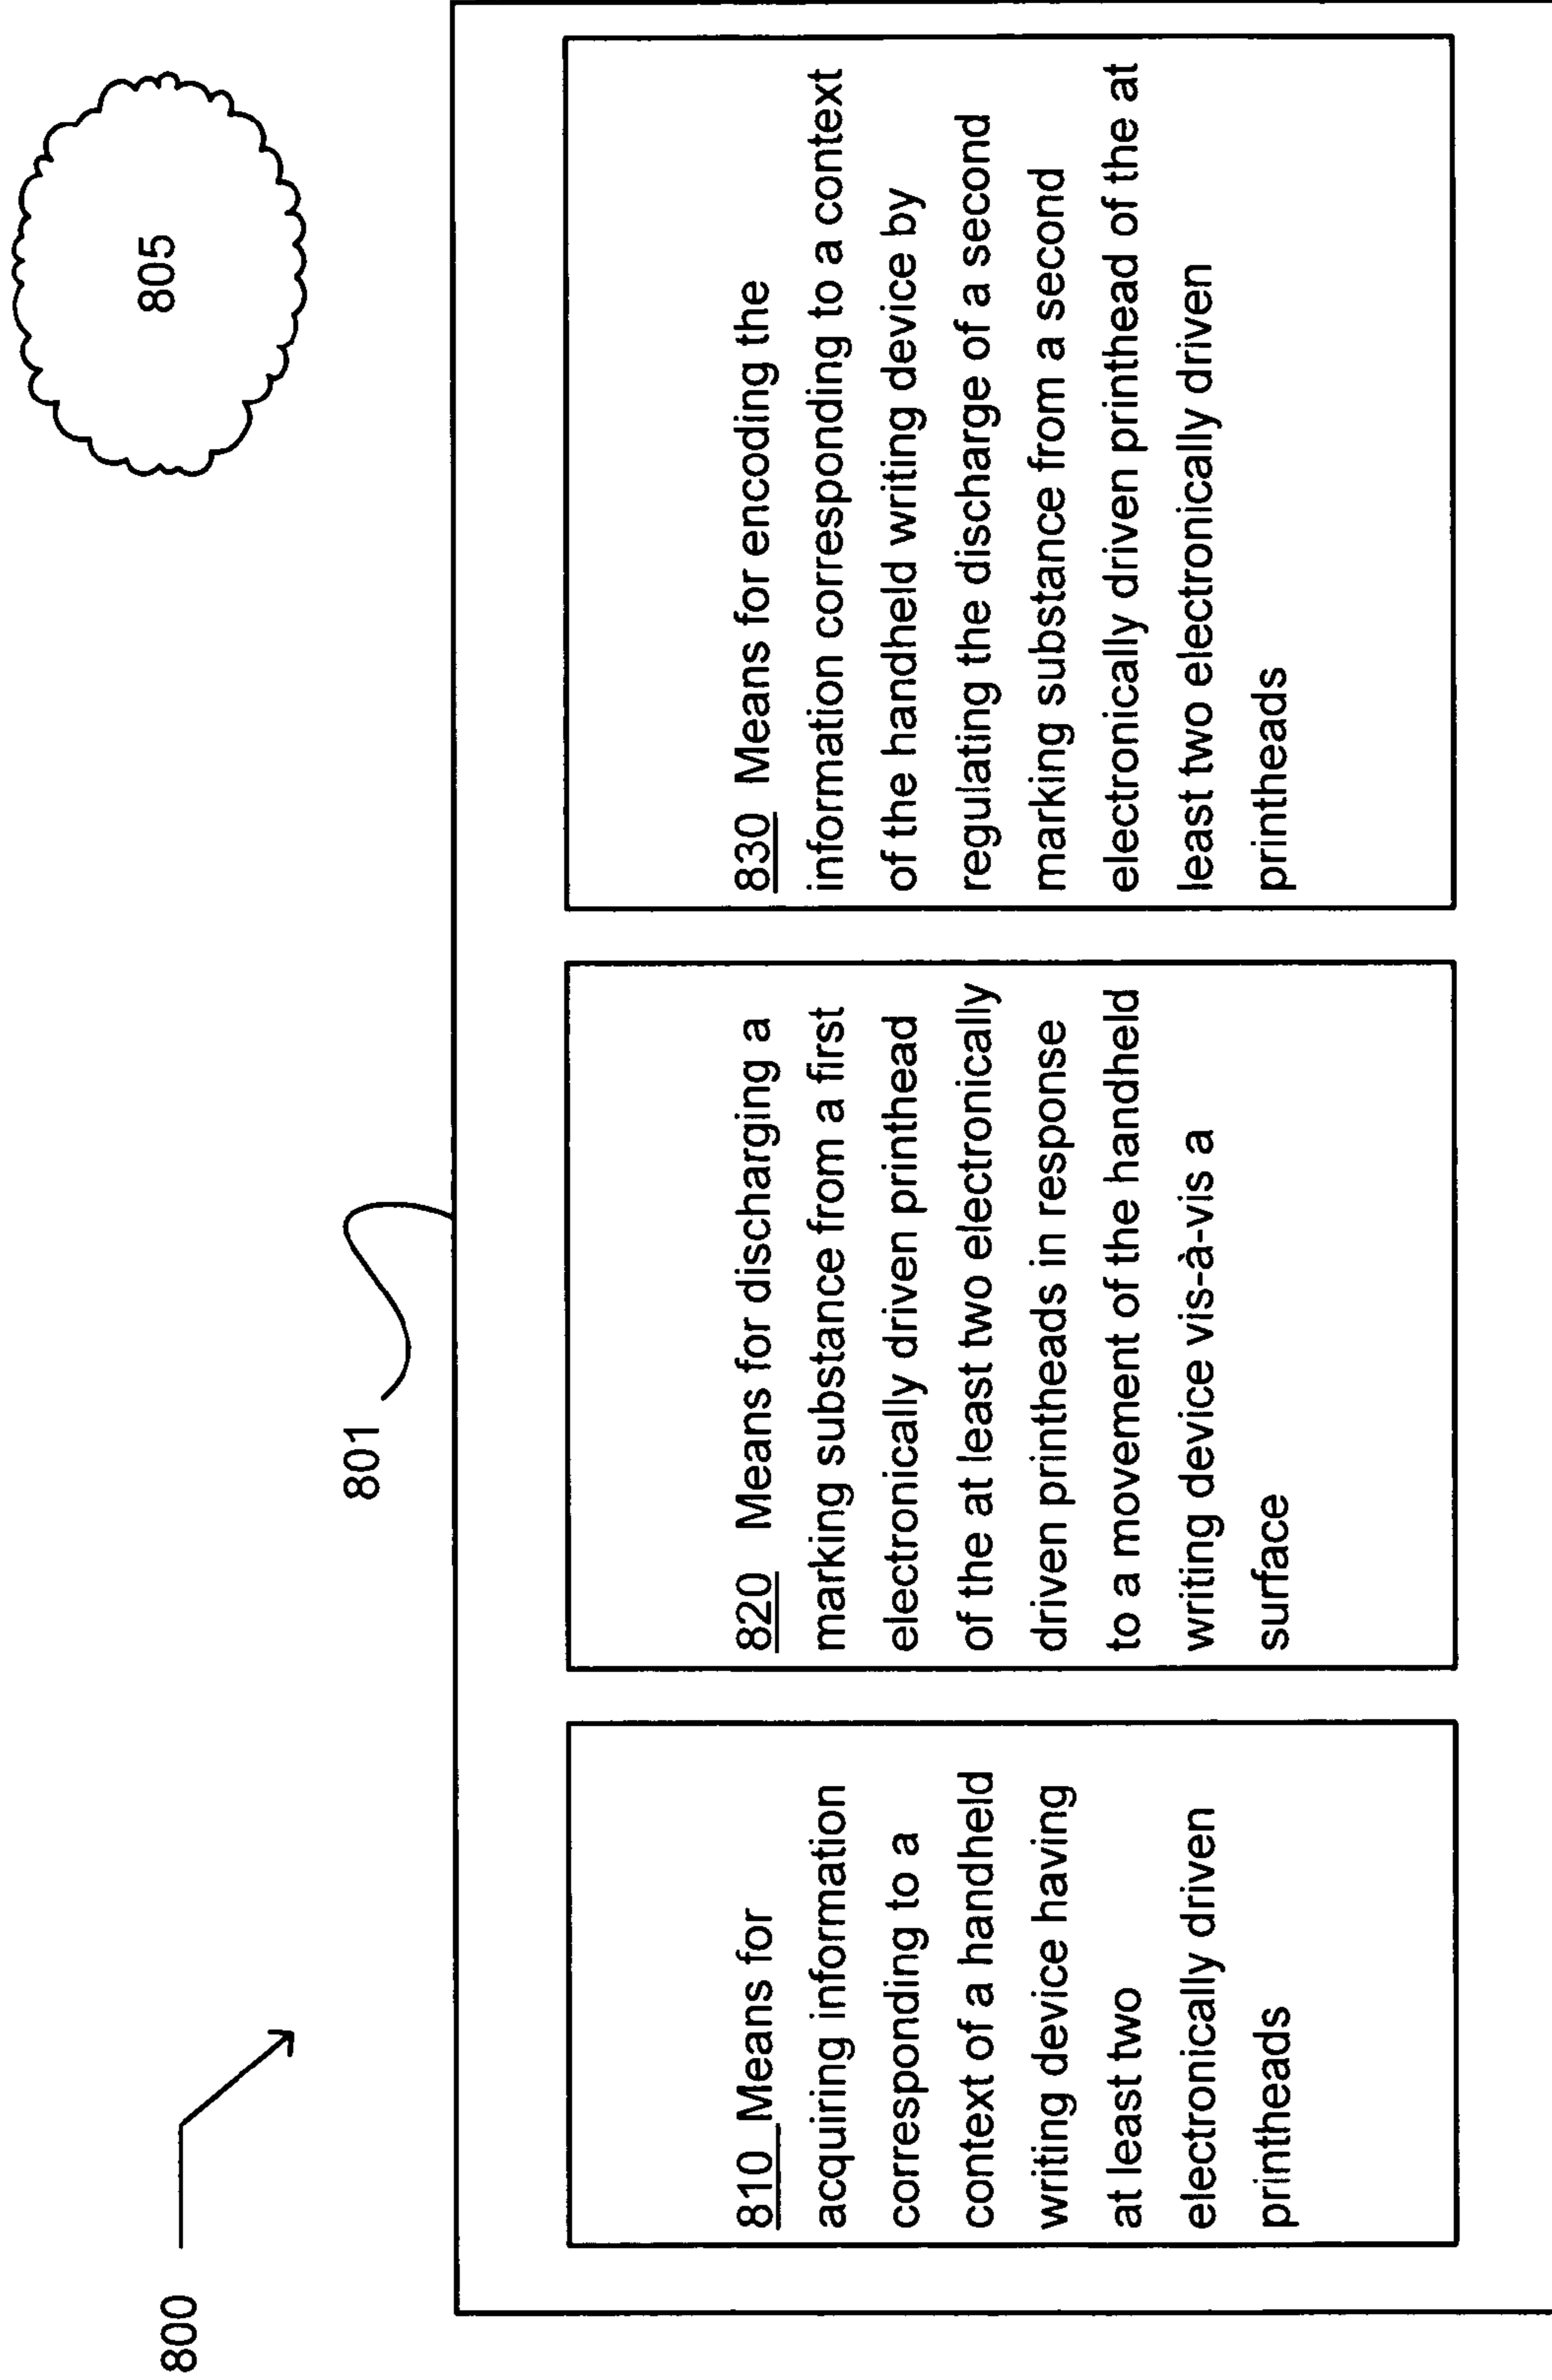 800
805
801
810 Means for
acquiring information
corresponding to a
context of a handheld
writing device having
at least two
electronically driven
printheads
820 Means for discharging a
marking substance from a first
electronically driven printhead
of the at least two electronically
driven printheads in response
to a movement of the handheld
writing device vis-à-vis a
surface
830 Means for encoding the
information corresponding to a context
of the handheld writing device by
regulating the discharge of a second
marking substance from a second
electronically driven printhead of the at
least two electronically driven
printheads